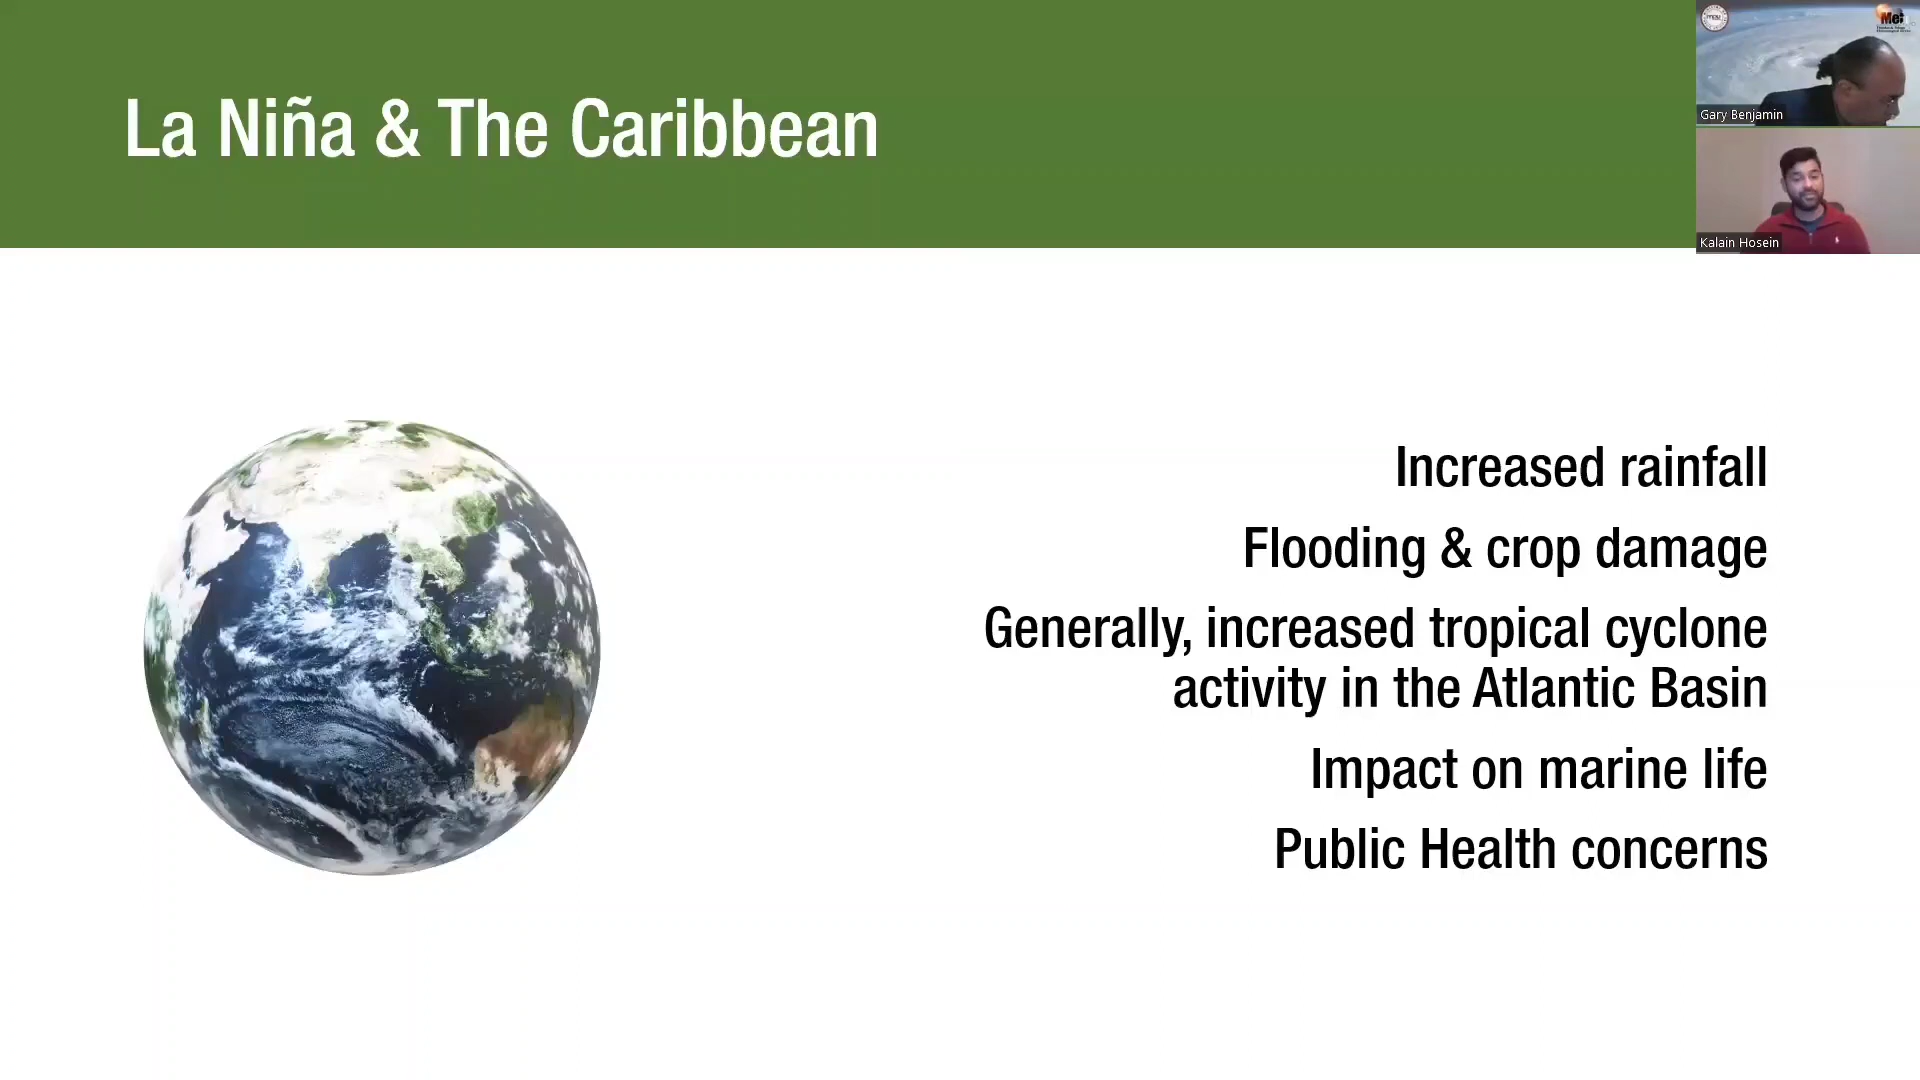 La Niña & The Caribbean
Gary Benjamin
Kalain Hosein
Increased rainfall
Flooding & crop damage
Generally, increased tropical cyclone
activity in the Atlantic Basin
Impact on marine life
Public Health concerns